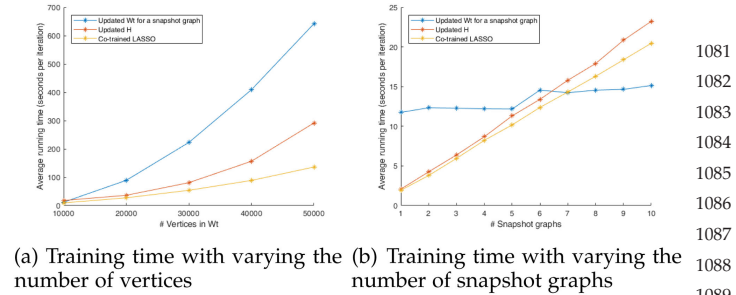 700
600
500
400
300
200
100
0
Average running time (seconds per iteration)
Updated Wt for a snapshot graph
Updated H
Co-trained LASSO
10000 20000 30000 40000 50000
# Vertices in Wt
(a) Training time with varying the number of vertices
25
20
15
10
5
0
Average running time (seconds per iteration)
Updated Wt for a snapshot graph
Updated H
Co-trained LASSO
1 2 3 4 5 6 7 8 9 10
# Snapshot graphs
(b) Training time with varying the number of snapshot graphs
1081
1082
1083
1084
1085
1086
1087
1088
1089